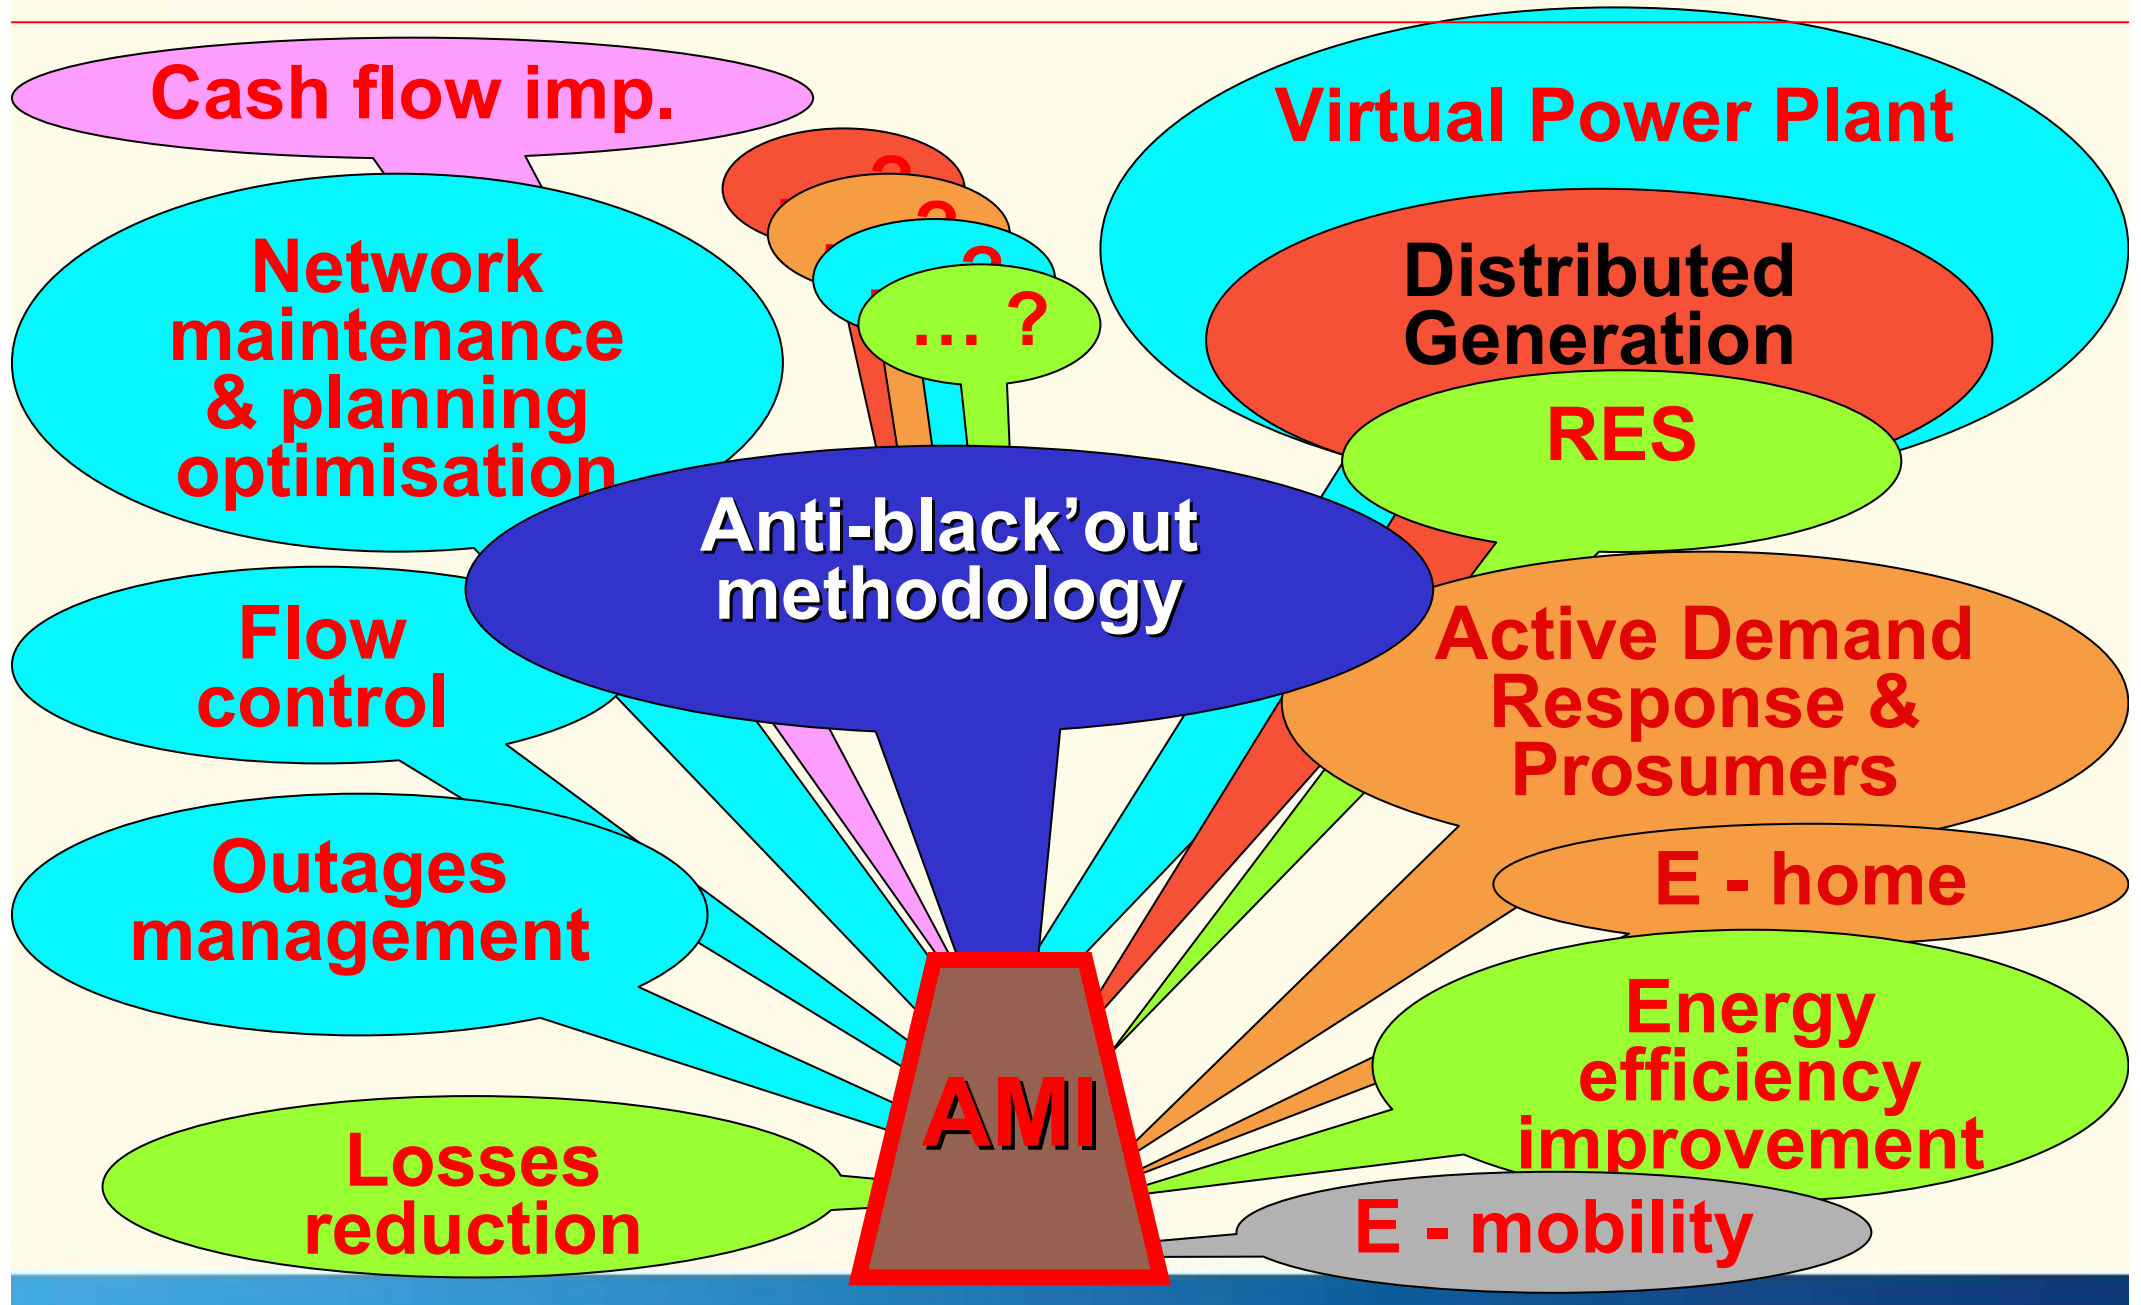 Cash flow imp.
Network
maintenance
& planning
optimisation
Flow
control
Outages
management
Losses
reduction
?
?
?
... ?
Anti-black’out
methodology
AMI
Virtual Power Plant
Distributed
Generation
RES
Active Demand
Response &
Prosumers
E - home
Energy
efficiency
improvement
E - mobility